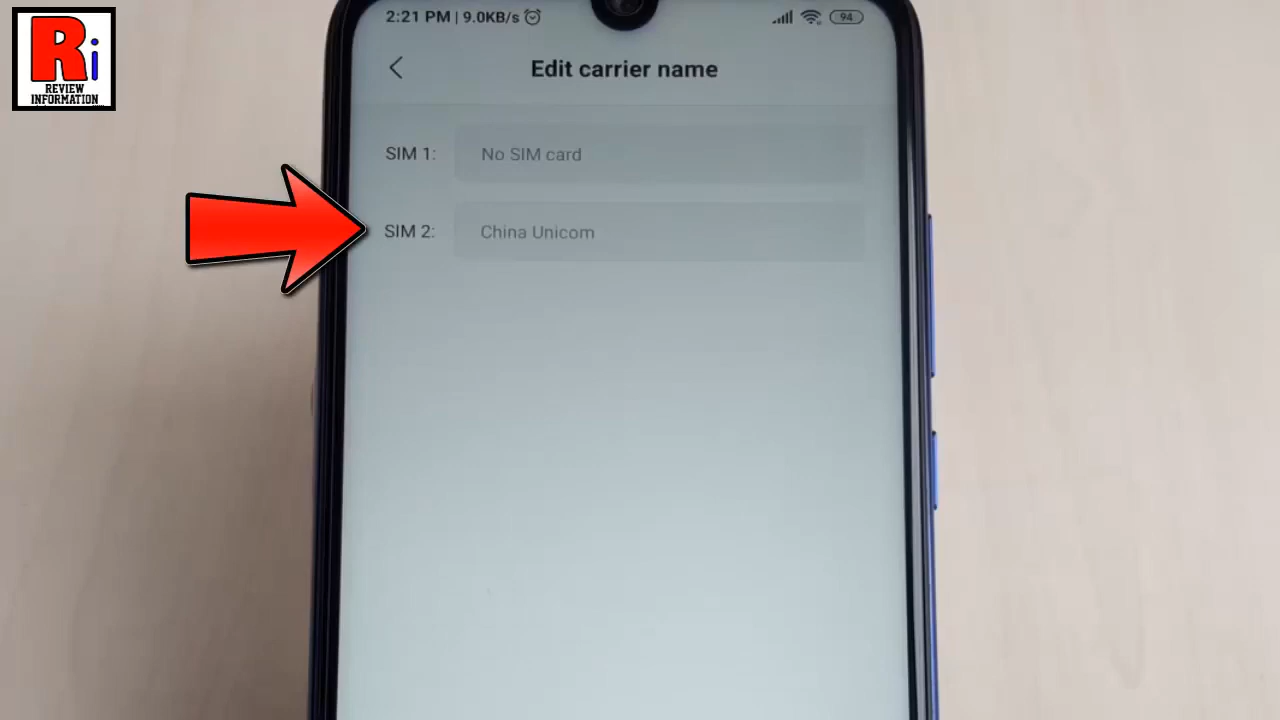 Ri
REVIEW
INFORMATION
2:21 PM | 9.0KB/s
94
Edit carrier name
SIM 1: No SIM card
SIM 2: China Unicom